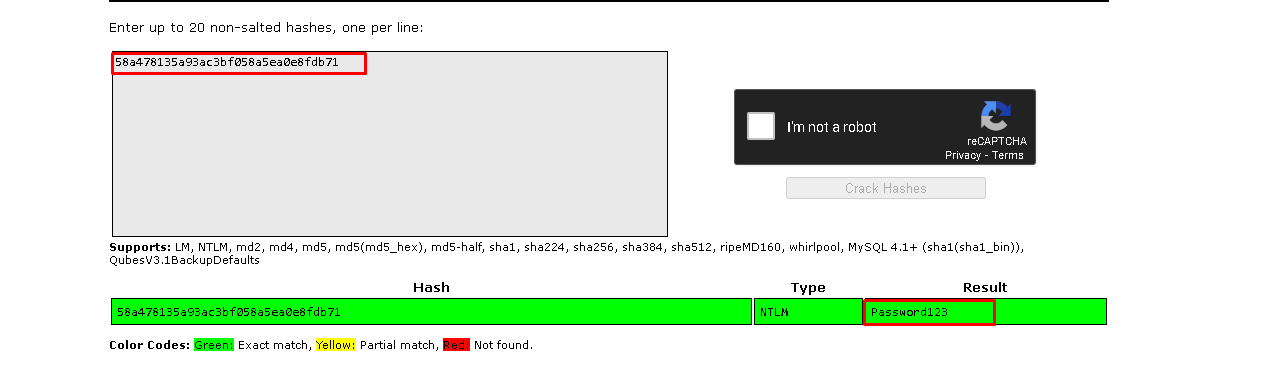 Enter up to 20 non-salted hashes, one per line:
58a478135a93ac3bf058a5ea0e8fdb71
I'm not a robot
reCAPTCHA
Privacy - Terms
Crack Hashes
Supports: LM, NTLM, md2, md4, md5, md5(md5_hex), md5-half, sha1, sha224, sha256, sha384, sha512, ripeMD160, whirlpool, MySQL 4.1+ (sha1(sha1_bin)),
QubesV3.1BackupDefaults
Hash Type Result
58a478135a93ac3bf058a5ea0e8fdb71 NTLM Password123
Color Codes: Green: Exact match, Yellow: Partial match, Red: Not found.